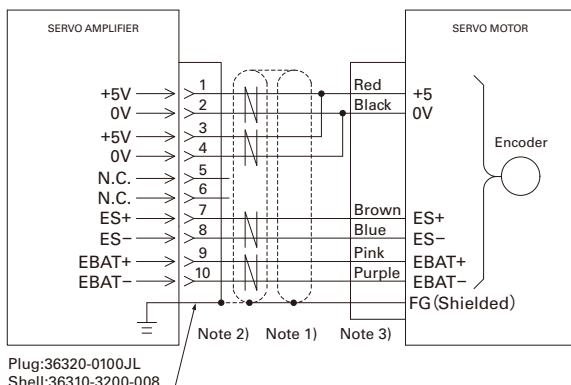 SERVO AMPLIFIER
SERVO MOTOR
+5V 1 Red +5
0V 2 Black 0V
+5V 3
0V 4
N.C. 5
N.C. 6
ES+ 7 Brown ES+
ES− 8 Blue ES−
EBAT+ 9 Pink EBAT+
EBAT− 10 Purple EBAT−
FG(Shielded)
Encoder
Note 2) Note 1) Note 3)
Plug:36320-0100JL
Shell:36310-3200-008